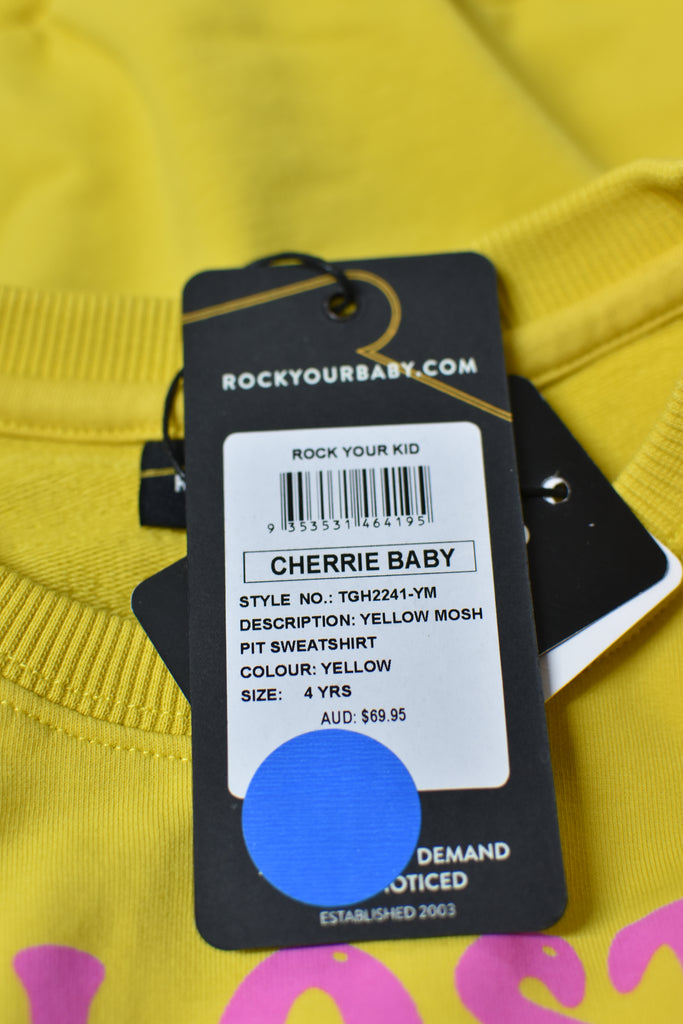 ROCKYOURBABY.COM
ROCK YOUR KID
9 353531 464195
CHERRIE BABY
STYLE NO.: TGH2241-YM
DESCRIPTION: YELLOW MOSH
PIT SWEATSHIRT
COLOUR: YELLOW
SIZE: 4 YRS
AUD: $69.95
DEMAND
ESTABLISHED 2003